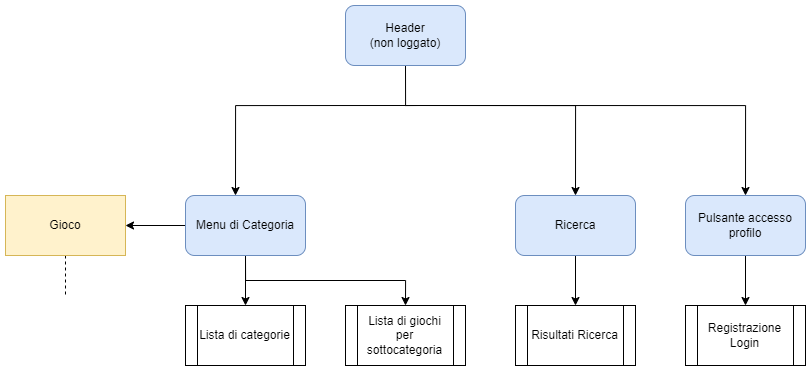 Header
(non loggato)
Gioco
Menu di Categoria
Ricerca
Pulsante accesso
profilo
Lista di categorie
Lista di giochi
per
sottocategoria
Risultati Ricerca
Registrazione
Login